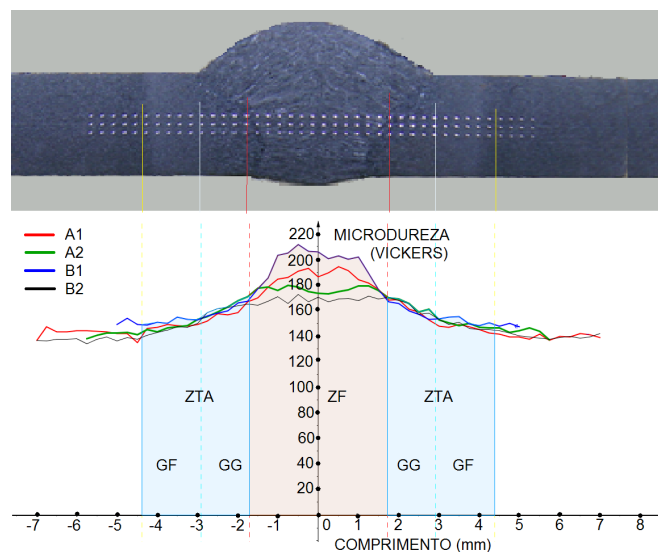 A1
A2
B1
B2
MICRODUREZA
(VICKERS)
220
200
180
160
140
120
100
80
60
40
20
ZTA ZF ZTA
GF GG GG GF
-7 -6 -5 -4 -3 -2 -1 0 1 2 3 4 5 6 7 8
COMPRIMENTO (mm)